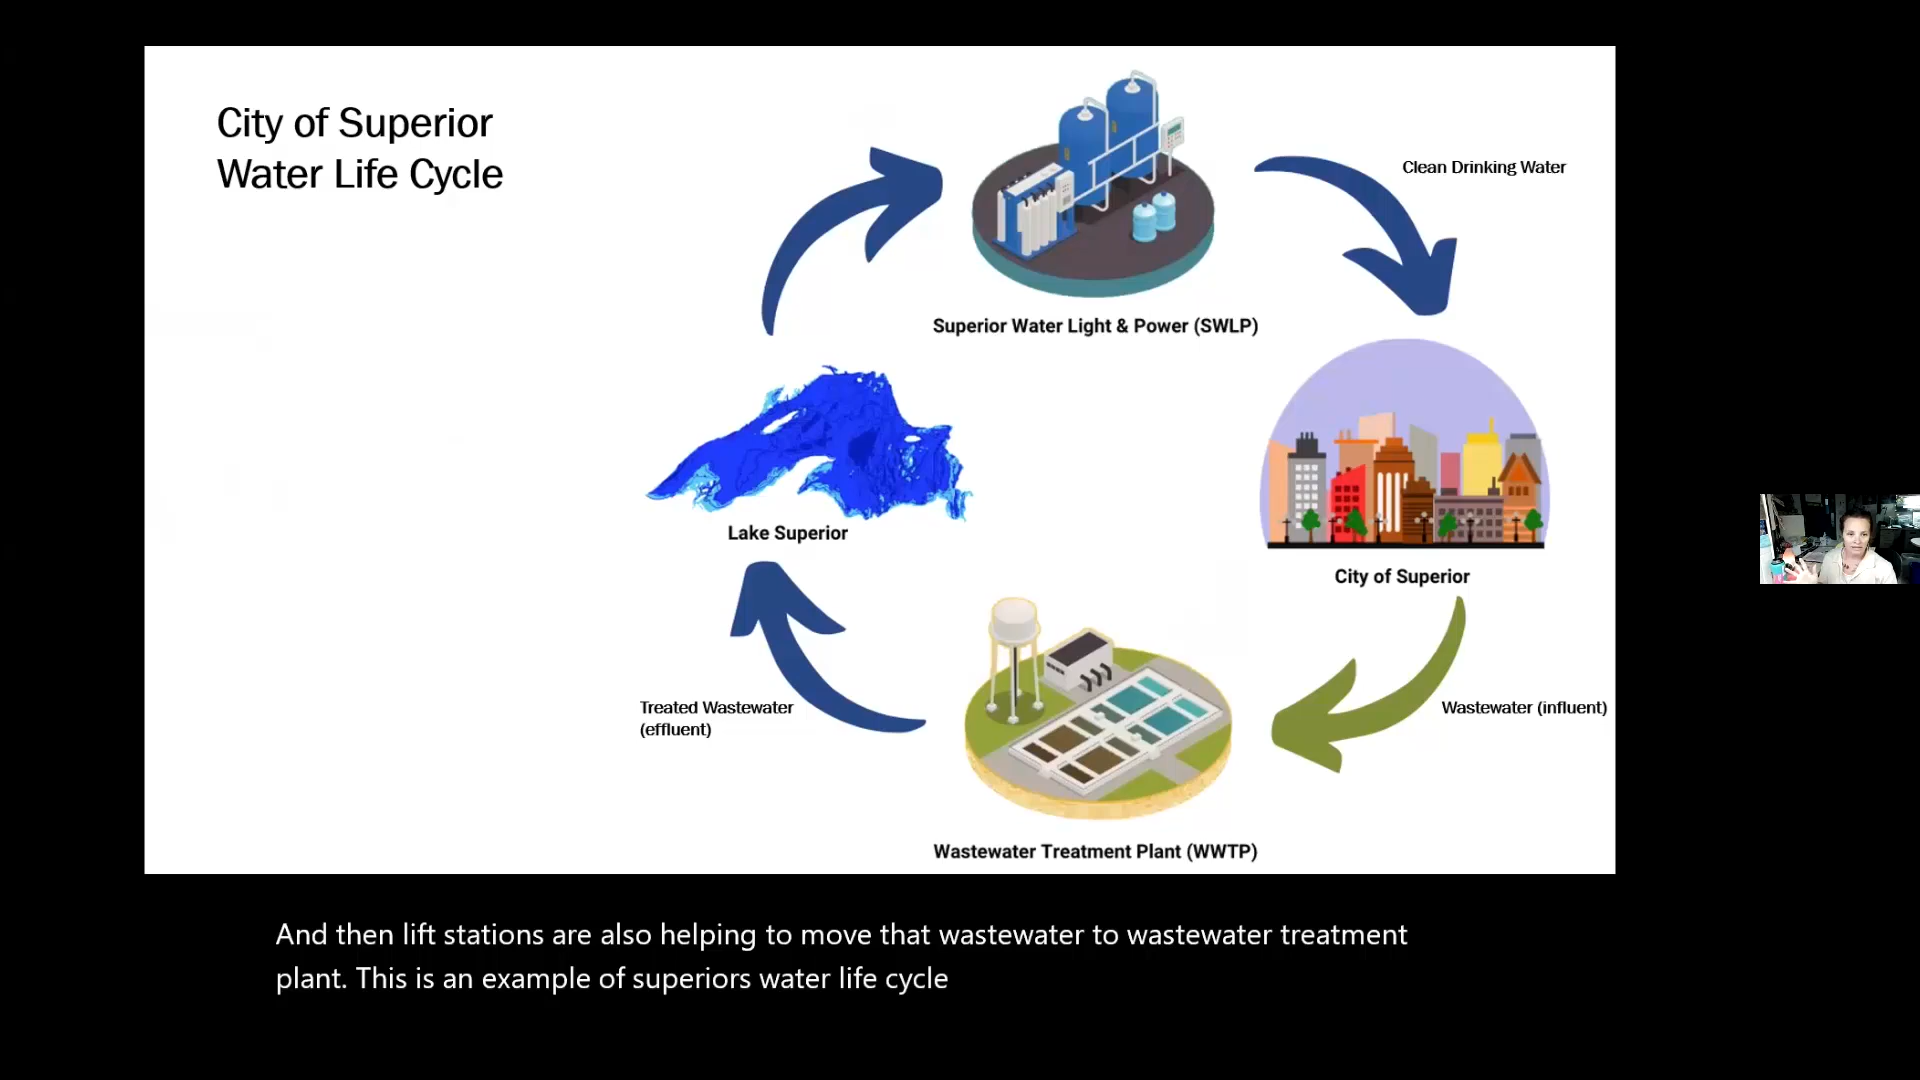 City of Superior
Water Life Cycle
Clean Drinking Water
Superior Water Light & Power (SWLP)
Lake Superior
City of Superior
Treated Wastewater
(effluent)
Wastewater (influent)
Wastewater Treatment Plant (WWTP)
And then lift stations are also helping to move that wastewater to wastewater treatment
plant. This is an example of superiors water life cycle